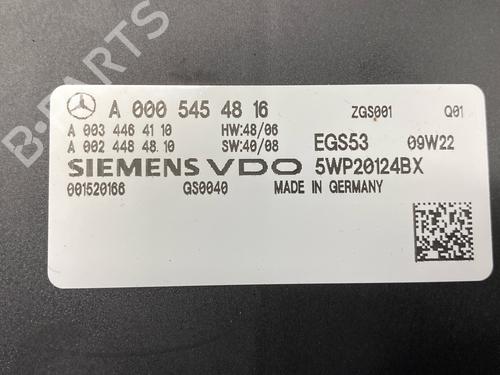 A 000 545 48 16 ZGS001 Q01
A 003 446 41 10 HW:48/06
A 002 448 48.10 SW:40/08 EGS53 09W22
SIEMENS VDO 5WP20124BX
001520166 GS0040 MADE IN GERMANY
B-PARTS